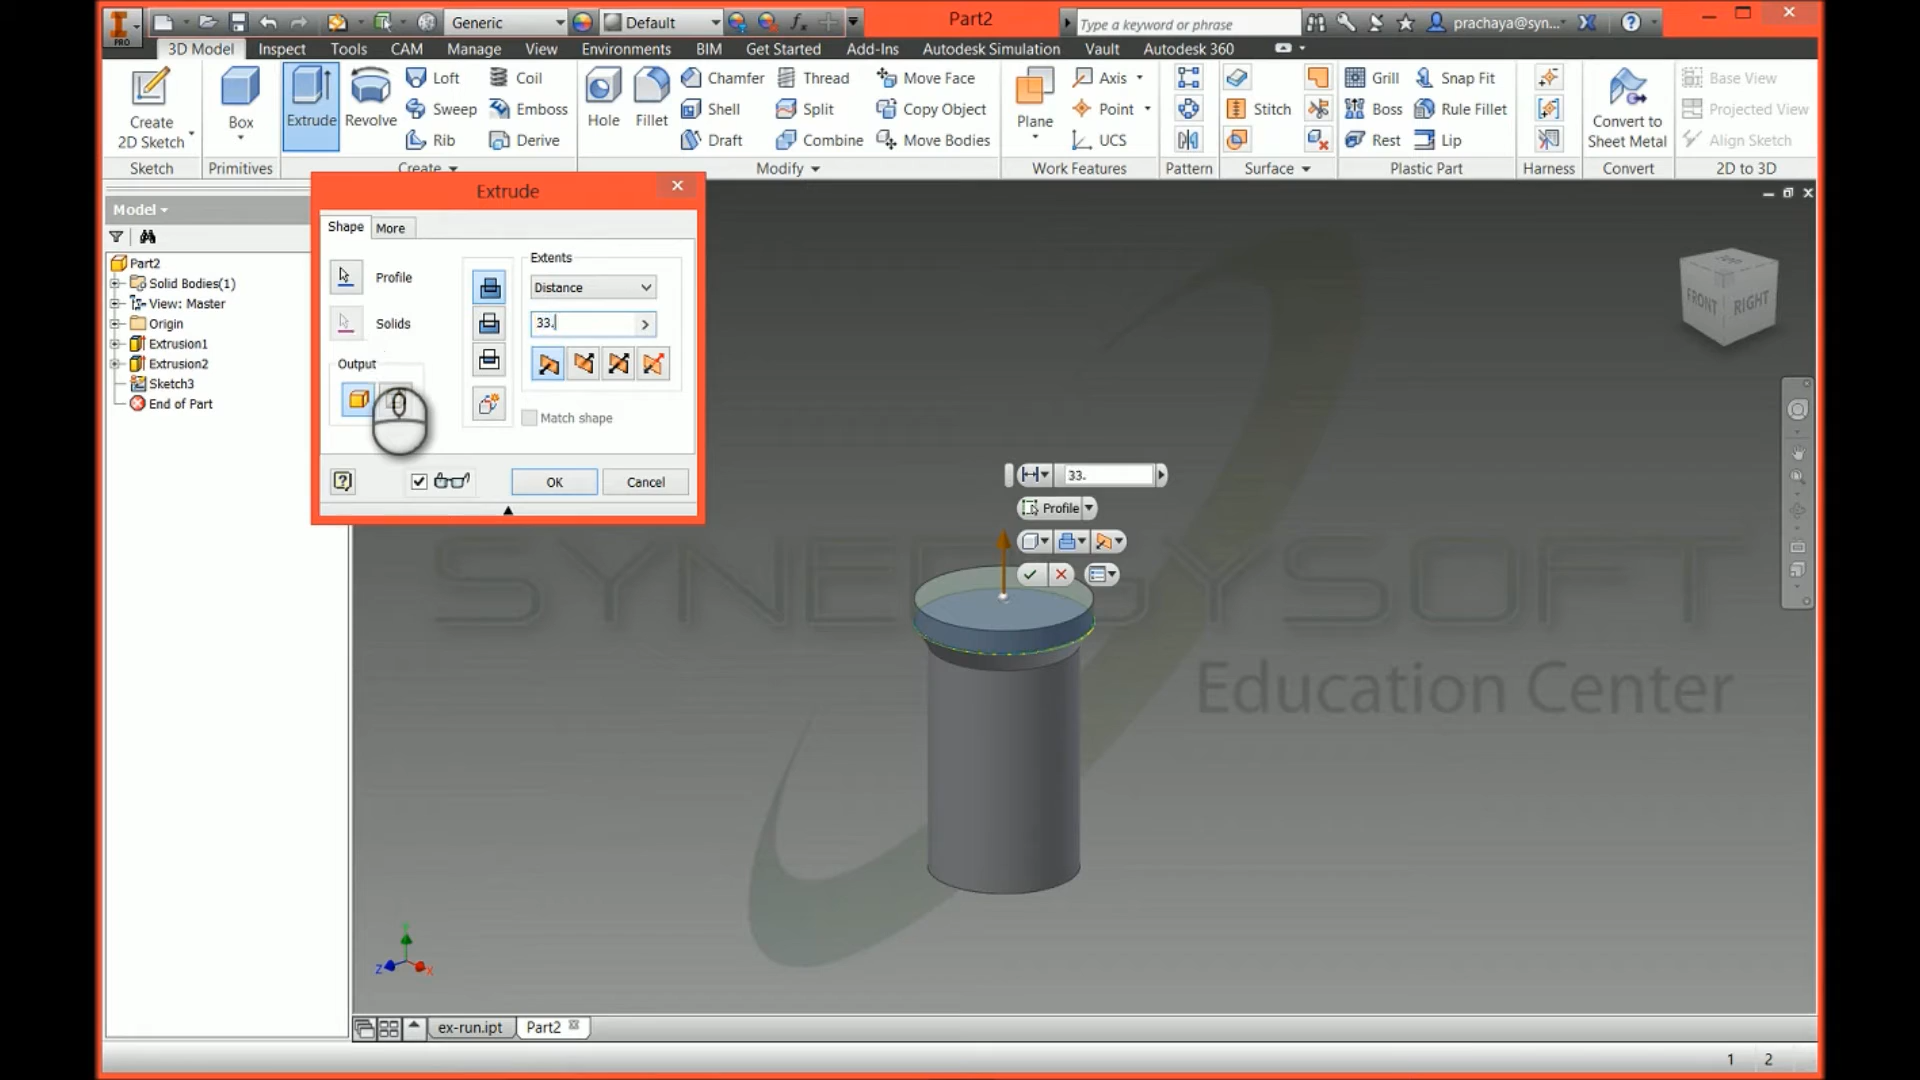 PRO
Generic
Default
Part2
Type a keyword or phrase
prachaya@syn...
3D Model
Inspect
Tools
CAM
Manage
View
Environments
BIM
Get Started
Add-Ins
Autodesk Simulation
Vault
Autodesk 360
Create
2D Sketch
Box
Extrude
Revolve
Loft
Sweep
Rib
Coil
Emboss
Derive
Hole
Fillet
Chamfer
Shell
Draft
Thread
Split
Combine
Move Face
Copy Object
Move Bodies
Plane
Axis
Point
UCS
Stitch
Grill
Boss
Rest
Snap Fit
Rule Fillet
Lip
Convert to
Sheet Metal
Base View
Projected View
Align Sketch
Sketch
Primitives
Create
Modify
Work Features
Pattern
Surface
Plastic Part
Harness
Convert
2D to 3D
Model
Part2
Solid Bodies(1)
View: Master
Origin
Extrusion1
Extrusion2
Sketch3
End of Part
Extrude
Shape
More
Profile
Solids
Output
Extents
Distance
33.
Match shape
OK
Cancel
33.
Profile
FRONT
RIGHT
SYNERGYSOFT
Education Center
Z
X
ex-run.ipt
Part2
1
2